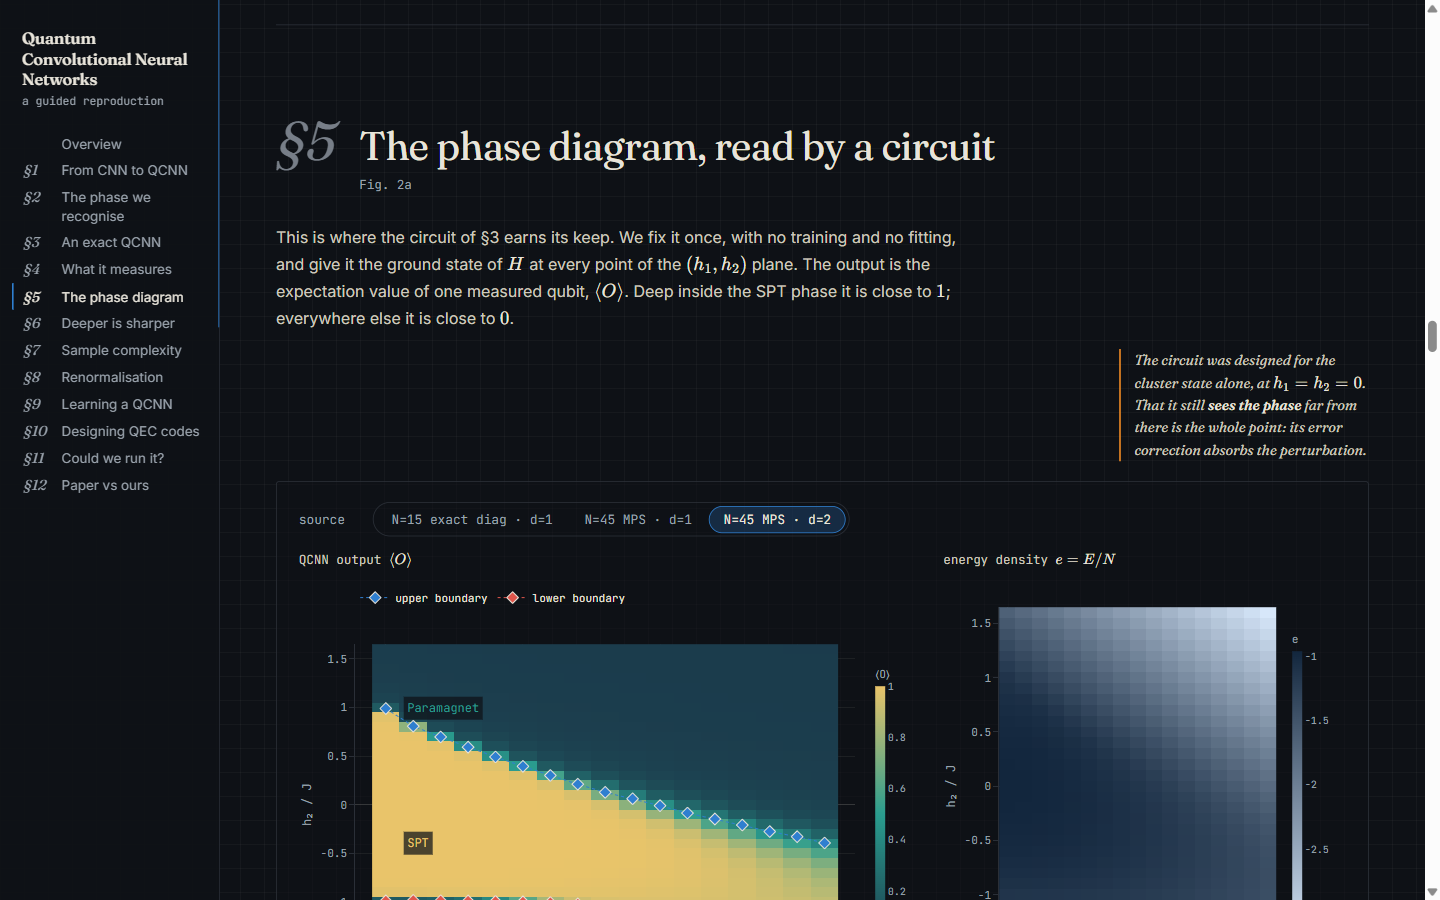 Quantum
Convolutional Neural
Networks
a guided reproduction
Overview
§1 From CNN to QCNN
§2 The phase we
recognise
§3 An exact QCNN
§4 What it measures
§5 The phase diagram
§6 Deeper is sharper
§7 Sample complexity
§8 Renormalisation
§9 Learning a QCNN
§10 Designing QEC codes
§11 Could we run it?
§12 Paper vs ours
§5 The phase diagram, read by a circuit
Fig. 2a
This is where the circuit of §3 earns its keep. We fix it once, with no training and no fitting,
and give it the ground state of H at every point of the (h₁, h₂) plane. The output is the
expectation value of one measured qubit, ⟨O⟩. Deep inside the SPT phase it is close to 1;
everywhere else it is close to 0.
The circuit was designed for the
cluster state alone, at h₁ = h₂ = 0.
That it still sees the phase far from
there is the whole point: its error
correction absorbs the perturbation.
source N=15 exact diag · d=1 N=45 MPS · d=1 N=45 MPS · d=2
QCNN output ⟨O⟩
upper boundary lower boundary
⟨O⟩
1
0.8
0.6
0.4
0.2
1.5
1
0.5
0
-0.5
h₂ / J
Paramagnet
SPT
energy density e = E/N
1.5
1
0.5
0
-0.5
-1
h₂ / J
e
-1
-1.5
-2
-2.5